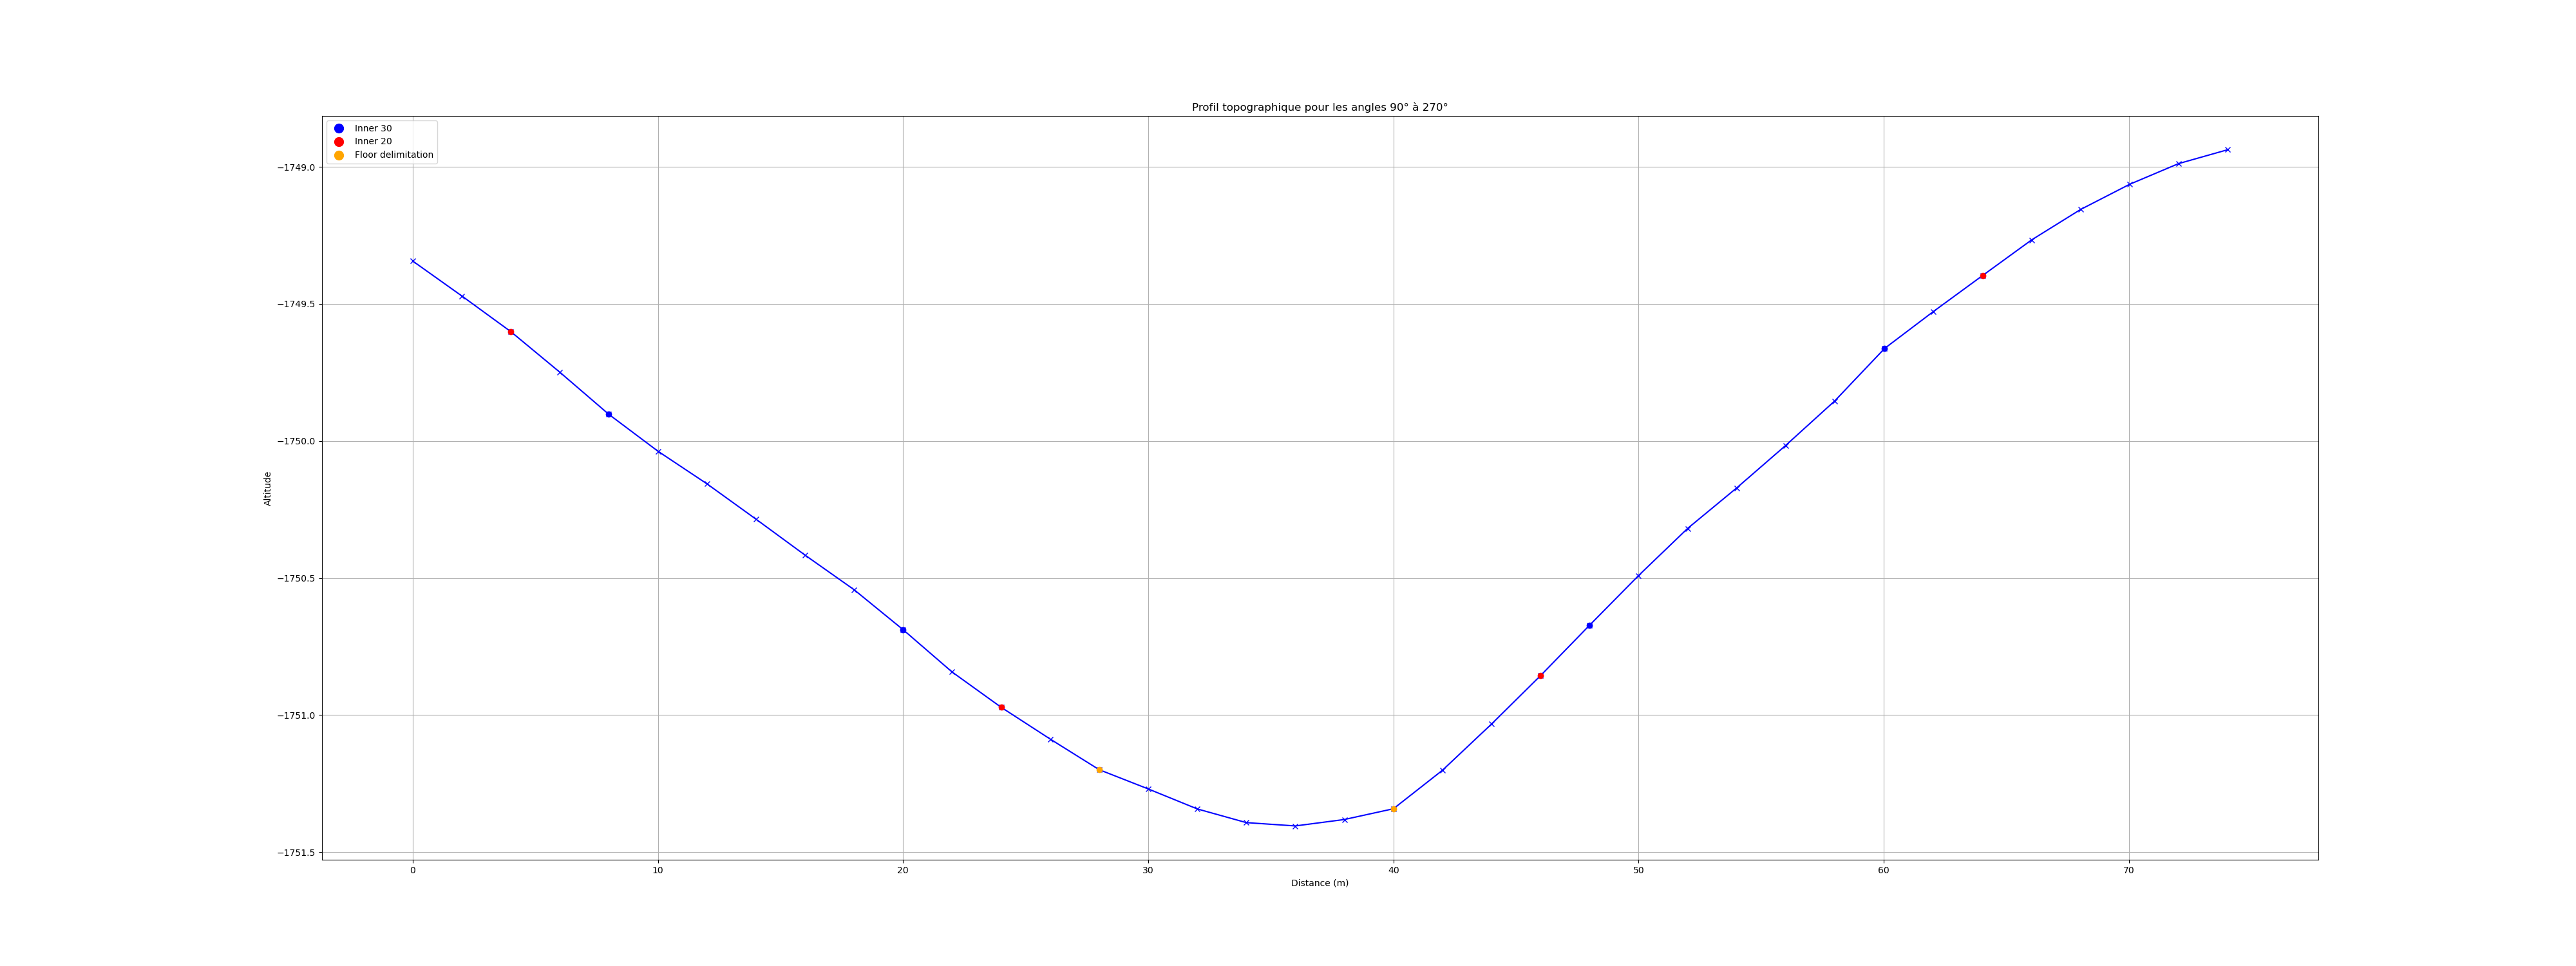 Profil topographique pour les angles 90° à 270°
Inner 30
Inner 20
Floor delimitation
−1749.0
−1749.5
−1750.0
−1750.5
−1751.0
−1751.5
Altitude
0 10 20 30 40 50 60 70
Distance (m)